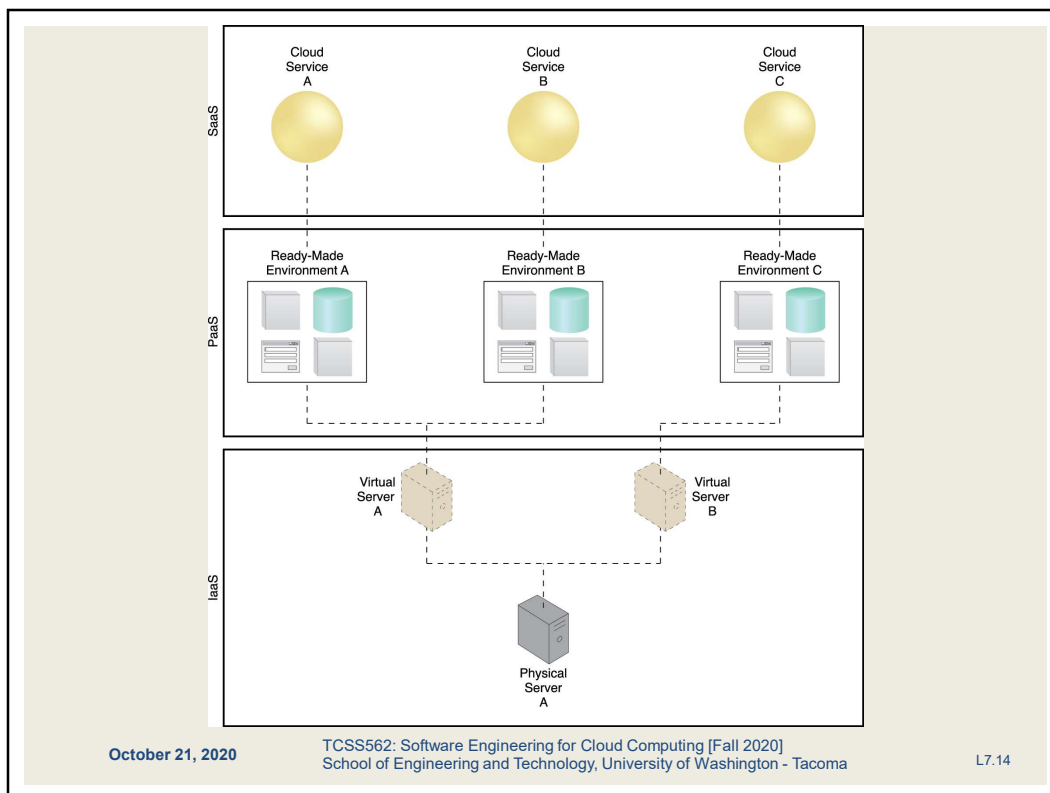 SaaS
Cloud
Service
A
Cloud
Service
B
Cloud
Service
C
PaaS
Ready-Made
Environment A
Ready-Made
Environment B
Ready-Made
Environment C
IaaS
Virtual
Server
A
Virtual
Server
B
Physical
Server
A
October 21, 2020
TCSS562: Software Engineering for Cloud Computing [Fall 2020]
School of Engineering and Technology, University of Washington - Tacoma
L7.14